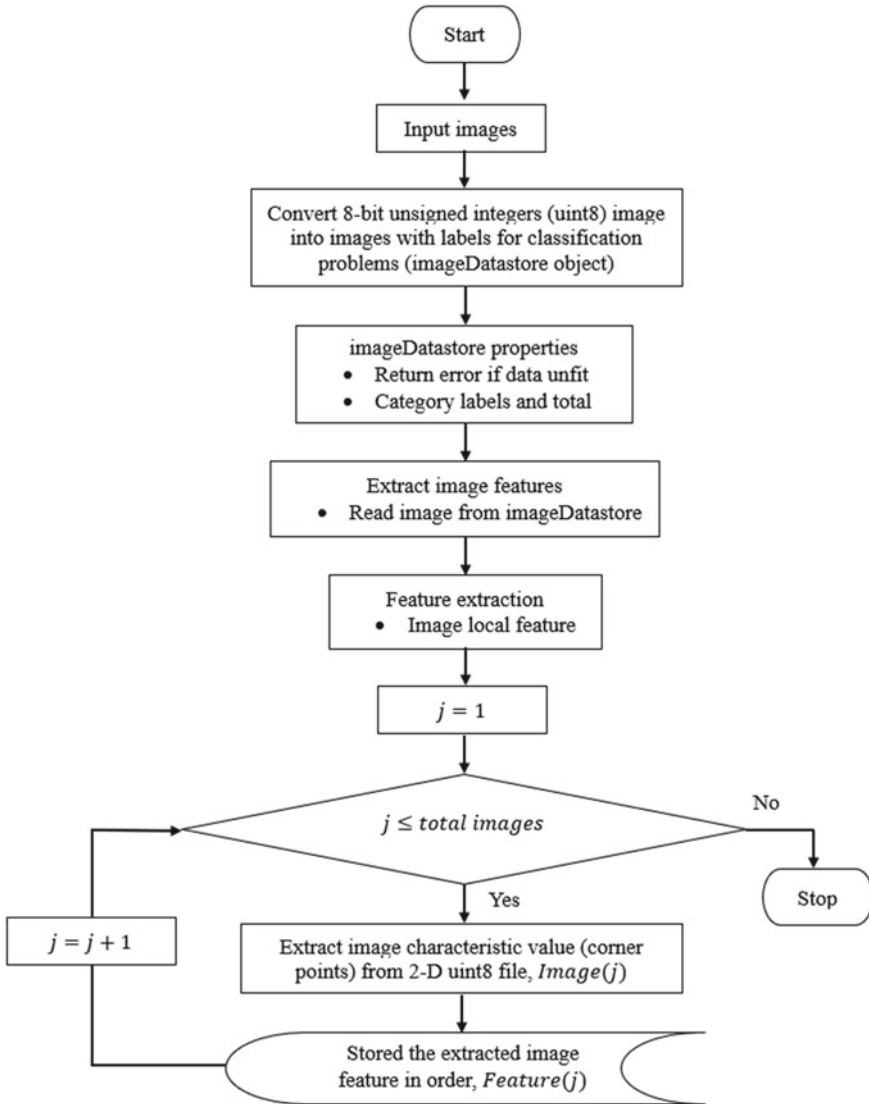 Start
Input images
Convert 8-bit unsigned integers (uint8) image
into images with labels for classification
problems (imageDatastore object)
imageDatastore properties
• Return error if data unfit
• Category labels and total
Extract image features
• Read image from imageDatastore
Feature extraction
• Image local feature
j = 1
j ≤ total images
No
Stop
Yes
Extract image characteristic value (corner
points) from 2-D uint8 file, Image(j)
Stored the extracted image
feature in order, Feature(j)
j = j + 1